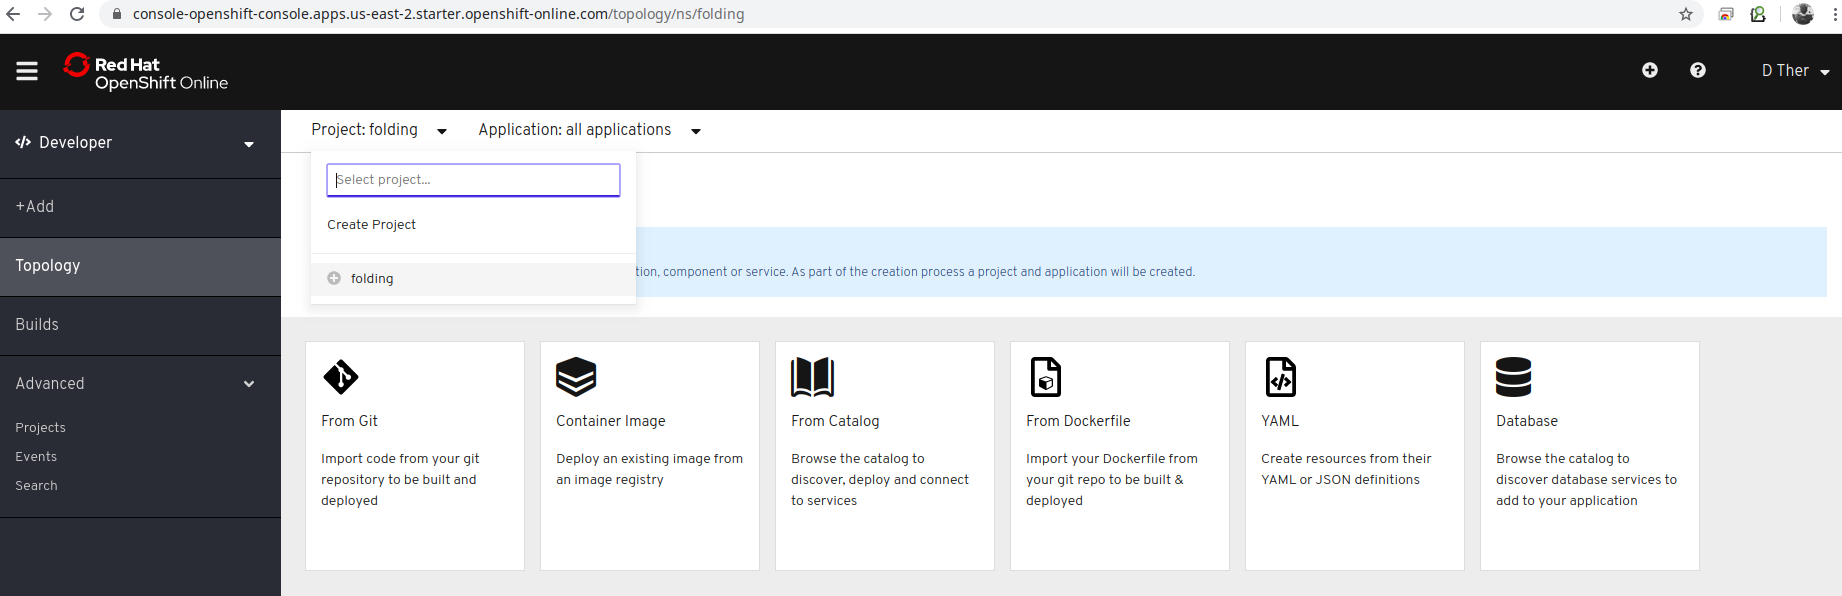 console-openshift-console.apps.us-east-2.starter.openshift-online.com/topology/ns/folding
Red Hat
OpenShift Online
D Ther
Developer
+Add
Topology
Builds
Advanced
Projects
Events
Search
Project: folding
Application: all applications
Select project...
Create Project
folding
tion, component or service. As part of the creation process a project and application will be created.
From Git
Import code from your git
repository to be built and
deployed
Container Image
Deploy an existing image from
an image registry
From Catalog
Browse the catalog to
discover, deploy and connect
to services
From Dockerfile
Import your Dockerfile from
your git repo to be built &
deployed
YAML
Create resources from their
YAML or JSON definitions
Database
Browse the catalog to
discover database services to
add to your application